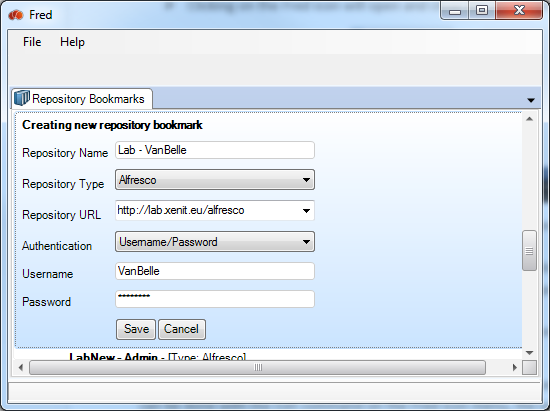 Fred
File Help
Repository Bookmarks
Creating new repository bookmark
Repository Name Lab - VanBelle
Repository Type Alfresco
Repository URL http://lab.xenit.eu/alfresco
Authentication Username/Password
Username VanBelle
Password ********
Save Cancel
LabNew - Admin - [Type: Alfresco]